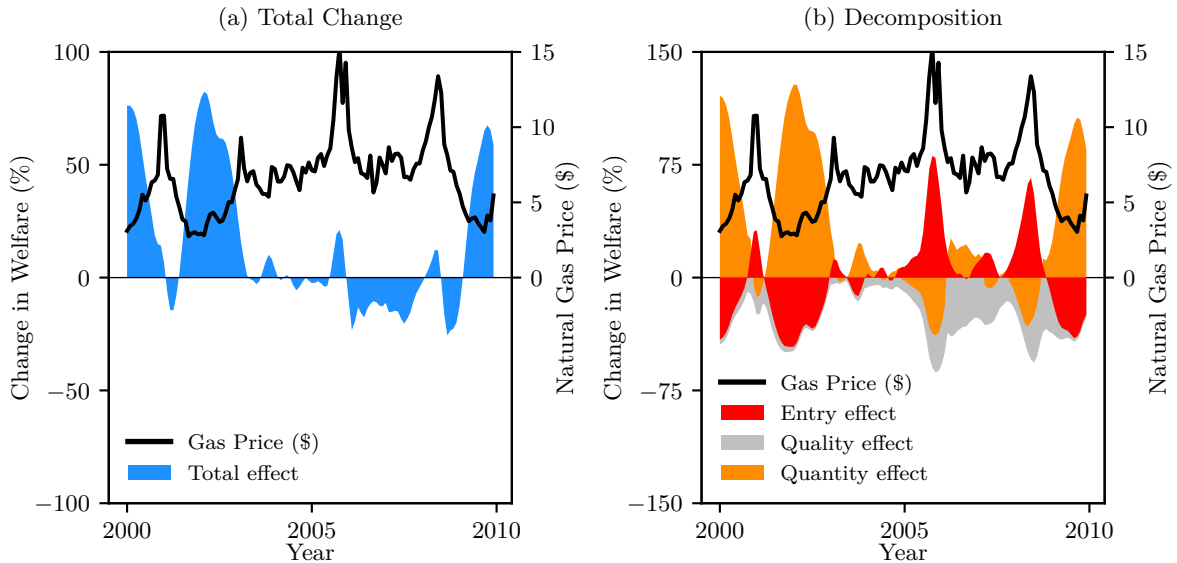 (a) Total Change
100
50
0
−50
−100
Change in Welfare (%)
15
10
5
0
Natural Gas Price ($)
Gas Price ($)
Total effect
2000
2005
2010
Year
(b) Decomposition
150
75
0
−75
−150
Change in Welfare (%)
15
10
5
0
Natural Gas Price ($)
Gas Price ($)
Entry effect
Quality effect
Quantity effect
2000
2005
2010
Year